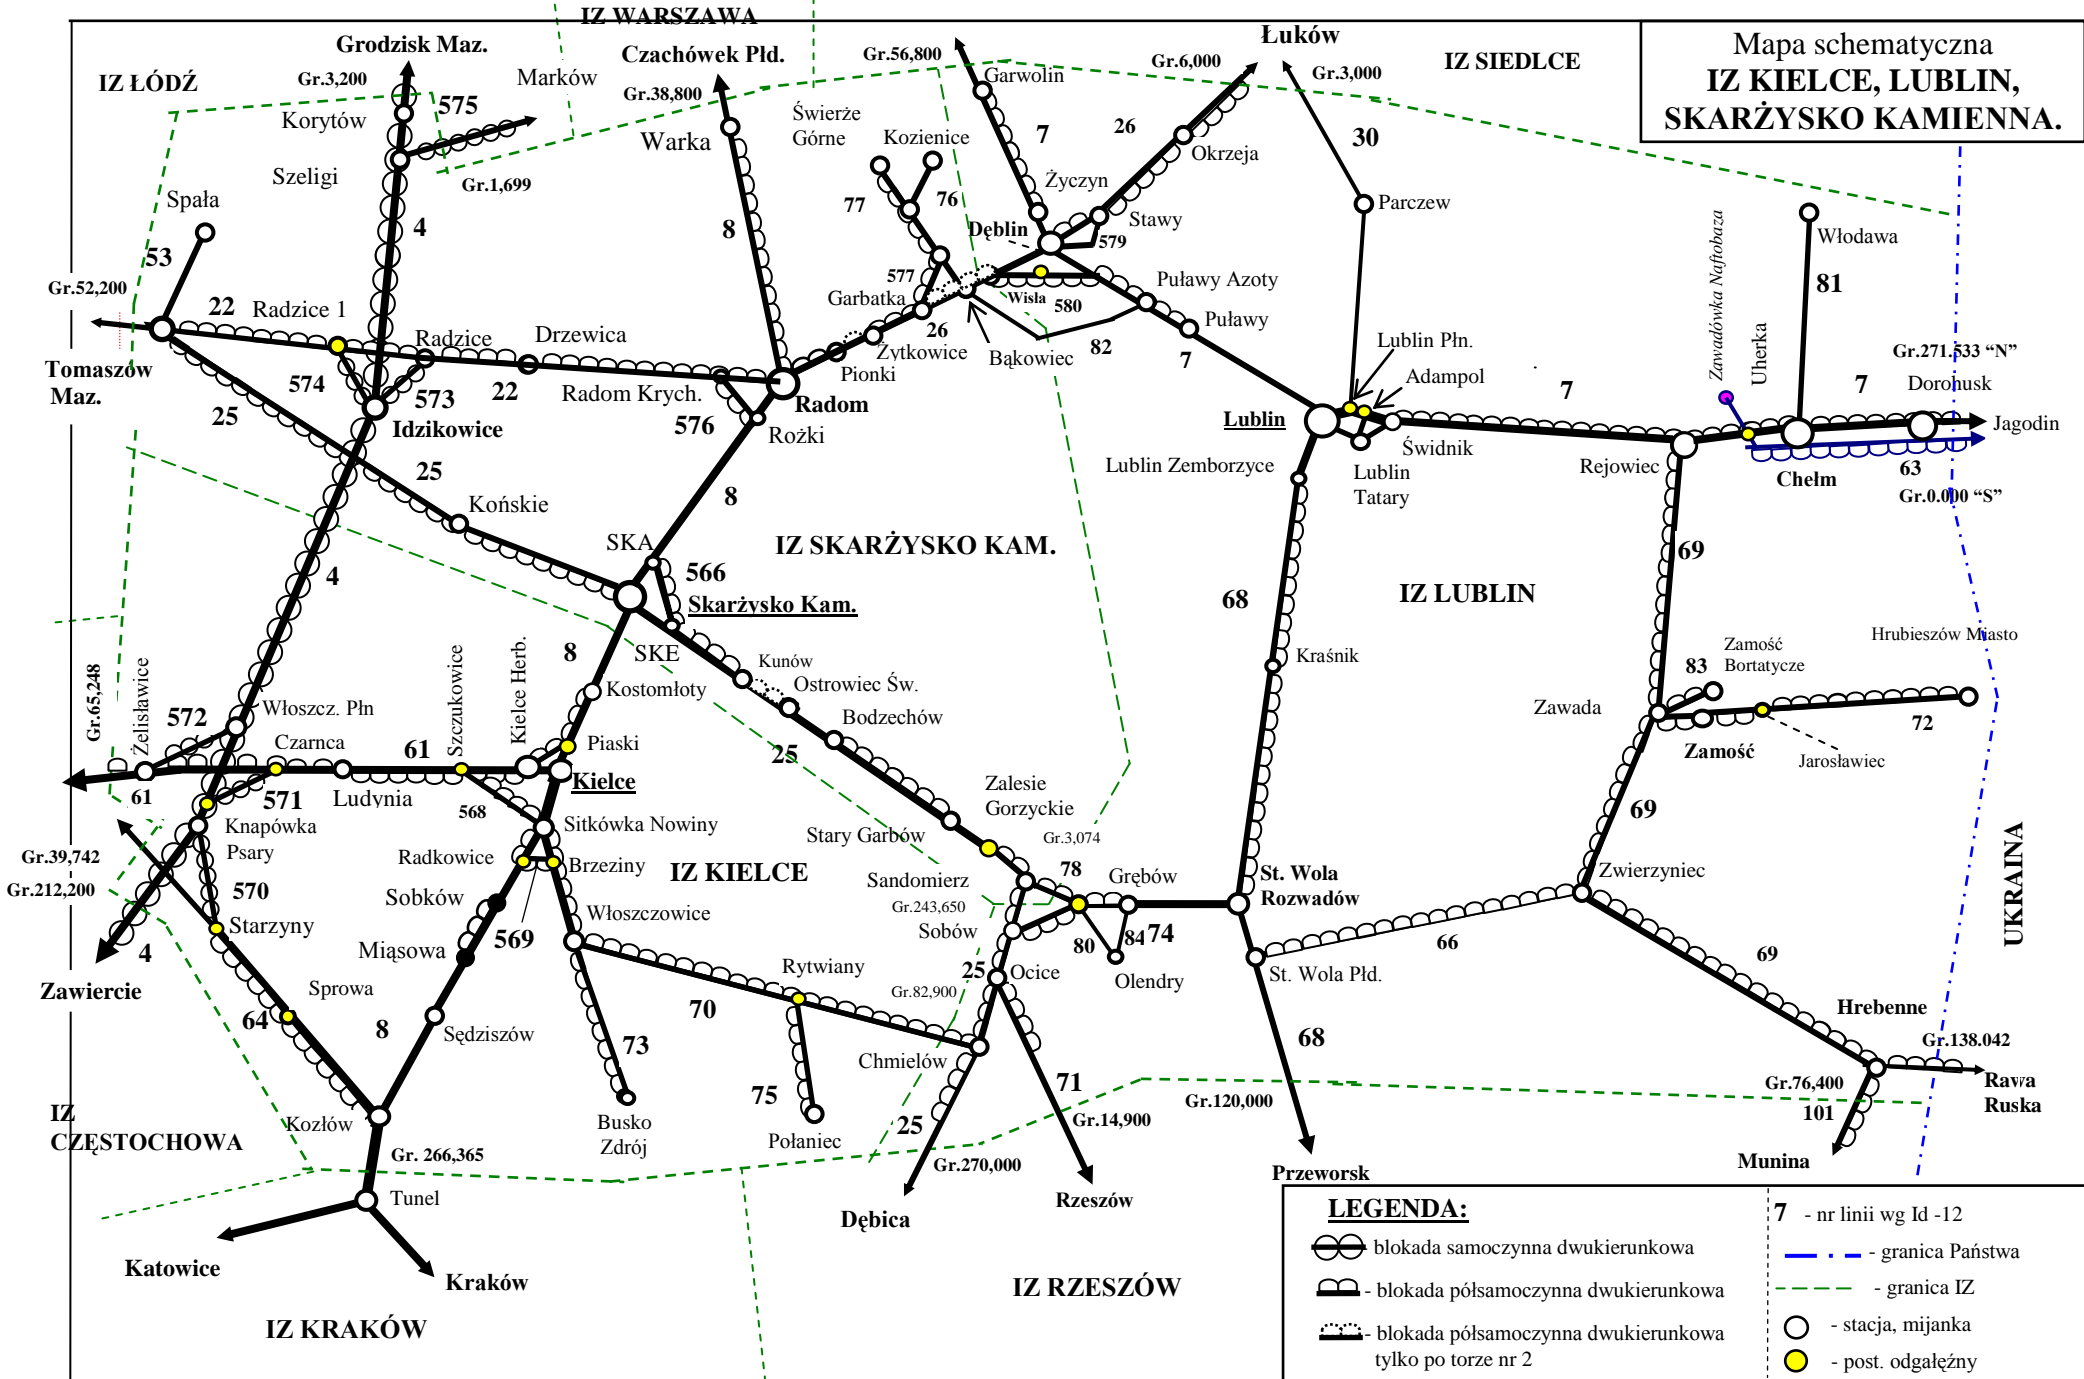 IZ WARSZAWA
Mapa schematyczna
IZ KIELCE, LUBLIN,
SKARŻYSKO KAMIENNA.
Grodzisk Maz.
Czachówek Płd.
Łuków
IZ ŁÓDŹ
Gr.3,200
Marków
Gr.56,800
Garwolin
Gr.6,000
Gr.3,000
IZ SIEDLCE
575
Korytów
Gr.38,800
Świerże
Górne
Kozienice
Warka
7
26
30
Okrzeja
Szeligi
Gr.1,699
Spała
77
76
Życzyn
Stawy
Parczew
4
8
Dęblin
579
Włodawa
Zawadówka Naftobaza
53
Gr.52,200
22
Radzice 1
577
Garbatka
Wisła
580
Puławy Azoty
81
Uherka
Radzice
Drzewica
26
Żytkowice
Bąkowiec
82
Puławy
Lublin Płn.
Gr.271.533 “N”
Tomaszów
Maz.
574
573
22
Radom Krych.
Pionki
7
Adampol
7
7
Dorohusk
25
Idzikowice
576
Radom
Rożki
Lublin
Świdnik
Jagodin
25
8
Lublin Zemborzyce
Lublin
Tatary
Rejowiec
Chełm
63
Gr.0.000 “S”
Końskie
SKA
IZ SKARŻYSKO KAM.
4
566
69
Skarżysko Kam.
68
IZ LUBLIN
SKE
8
Kunów
Ostrowiec Św.
Kraśnik
83
Zamość
Bortatycze
Hrubieszów Miasto
Gr.65,248
Żelisławice
572
Włoszcz. Płn
Szczukowice
Kielce Herb.
Kostomłoty
Bodzechów
Zawada
72
Czarnca
61
Piaski
25
Zamość
Jarosławiec
61
571
Ludynia
568
Kielce
Zalesie
Gorzyckie
Knapówka
Psary
Sitkówka Nowiny
Stary Garbów
Gr.3,074
69
Gr.39,742
Gr.212,200
Radkowice
Brzeziny
IZ KIELCE
78
Zwierzyniec
UKRAINA
570
Sobków
Sandomierz
Grębów
St. Wola
Rozwadów
Starzyny
Włoszczowice
Gr.243,650
Sobów
4
Miąsowa
569
80
84
74
66
69
Zawiercie
Rytwiany
25
Ocice
Olendry
St. Wola Płd.
Sprowa
70
Gr.82,900
Hrebenne
64
8
Sędziszów
73
68
Gr.138.042
Chmielów
71
Gr.76,400
Rawa
Ruska
75
Gr.120,000
101
IZ
CZĘSTOCHOWA
Kozłów
Busko
Zdrój
Połaniec
25
Gr.14,900
Gr. 266,365
Gr.270,000
Przeworsk
Munina
Tunel
Rzeszów
Dębica
Katowice
Kraków
IZ RZESZÓW
IZ KRAKÓW
LEGENDA:
blokada samoczynna dwukierunkowa
- blokada półsamoczynna dwukierunkowa
- blokada półsamoczynna dwukierunkowa
tylko po torze nr 2
7 - nr linii wg Id -12
- granica Państwa
- granica IZ
- stacja, mijanka
- post. odgałęźny